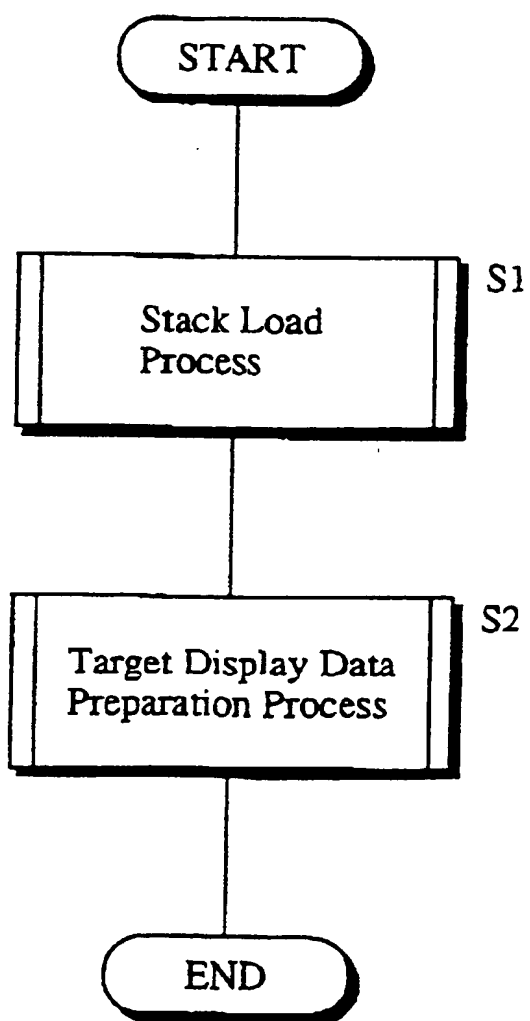 START
S1
Stack Load
Process
S2
Target Display Data
Preparation Process
END